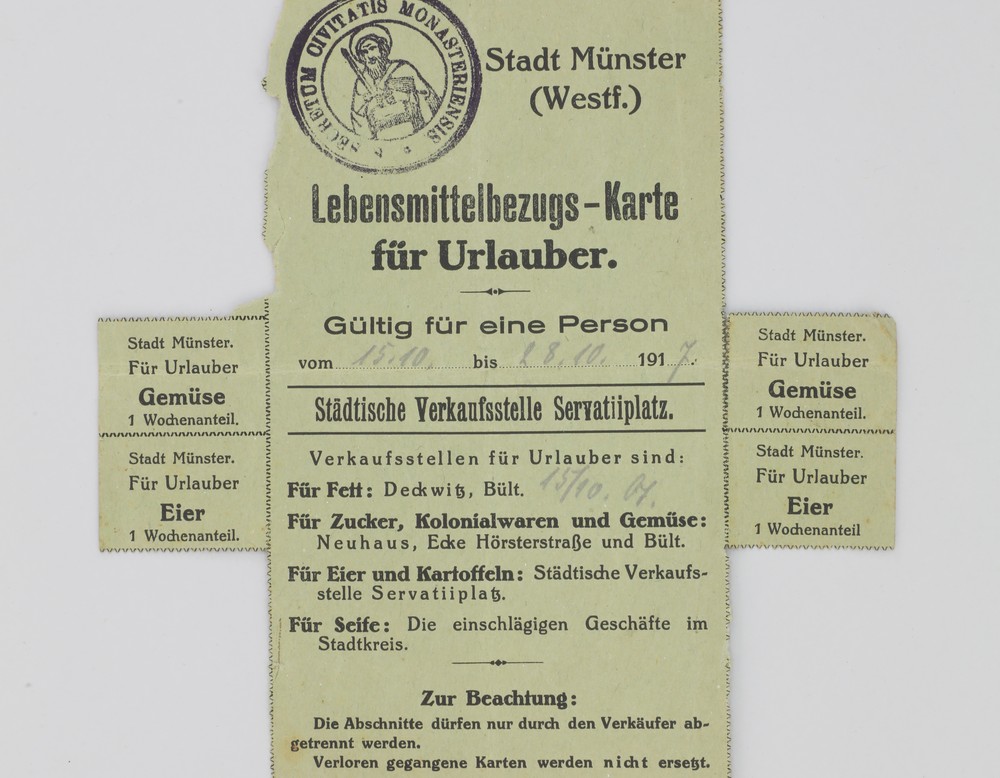 SECRETUM CIVITATIS MONASTERIENSIS
Stadt Münster
(Westf.)
Lebensmittelbezugs-Karte
für Urlauber.
Gültig für eine Person
vom 15.10. bis 28.10. 1917.
Städtische Verkaufsstelle Servatiiplatz.
Verkaufsstellen für Urlauber sind:
Für Fett: Deckwitz, Bült. 15/10.
Für Zucker, Kolonialwaren und Gemüse:
Neuhaus, Ecke Hörsterstraße und Bült.
Für Eier und Kartoffeln: Städtische Verkaufs-
stelle Servatiiplatz.
Für Seife: Die einschlägigen Geschäfte im
Stadtkreis.
Zur Beachtung:
Die Abschnitte dürfen nur durch den Verkäufer ab-
getrennt werden.
Verloren gegangene Karten werden nicht ersetzt.
Stadt Münster.
Für Urlauber
Gemüse
1 Wochenanteil.
Stadt Münster.
Für Urlauber
Eier
1 Wochenanteil.
Stadt Münster.
Für Urlauber
Gemüse
1 Wochenanteil.
Stadt Münster.
Für Urlauber
Eier
1 Wochenanteil